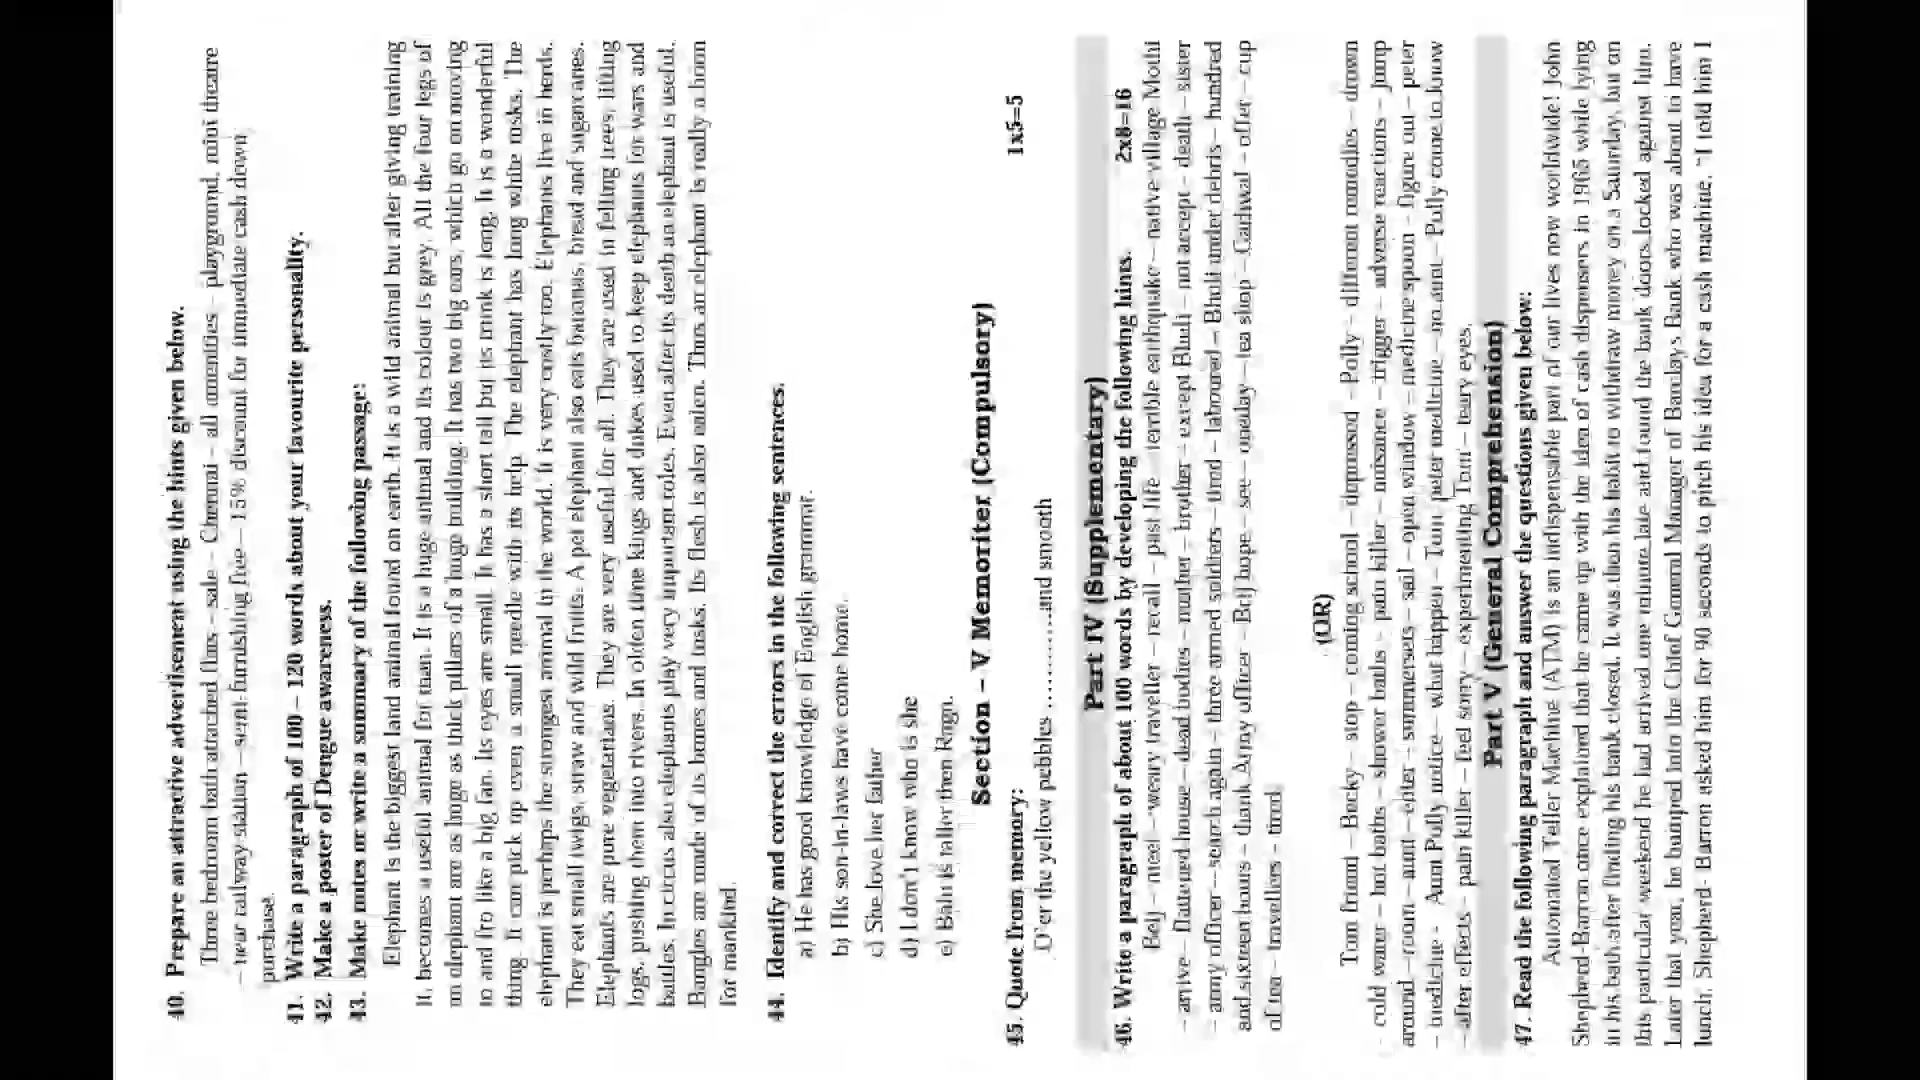 40. Prepare an attractive advertisement using the hints given below.
Three bedroom bath attached flats - sale - Chennai - all amenities - playground, mini theatre
- near railway station - semi furnishing free - 15% discount for immediate cash down
purchase.
41. Write a paragraph of 100 – 120 words about your favourite personality.
42. Make a poster of Dengue awareness.
43. Make notes or write a summary of the following passage:
Elephant is the biggest land animal found on earth. It is a wild animal but after giving training
it, becomes a useful animal for man. It is a huge animal and its colour is grey. All the four legs of
an elephant are as huge as thick pillars of a huge building. It has two big ears, which go on moving
to and fro like a big fan. Its eyes are small. It has a short tail but its trunk is long. It is a wonderful
thing. It can pick up even a small needle with its help. The elephant has long white tusks. The
elephant is perhaps the strongest animal in the world. It is very costly too. Elephants live in herds.
They eat small twigs, straw and wild fruits. A pet elephant also eats bananas, bread and sugarcanes.
Elephants are pure vegetarians. They are very useful for all. They are used in felling trees, lifting
logs, pushing them into rivers. In olden time kings and dukes used to keep elephants for wars and
battles. In circus also elephants play very important roles. Even after its death an elephant is useful.
Bangles are made of its bones and tusks. Its flesh is also eaten. Thus an elephant is really a boon
for mankind.
44. Identify and correct the errors in the following sentences.
a) He has good knowledge of English grammar.
b) His son-in-laws have come home.
c) She love her father
d) I don't know who is she
e) Balu is taller then Ragu.
Section – V Memoriter (Compulsory)
45. Quote from memory: 1x5=5
O'er the yellow pebbles ............and smooth
Part IV (Supplementary)
46. Write a paragraph of about 100 words by developing the following hints. 2x8=16
Brij – meet – weary traveller – recall – past life – terrible earthquake – native village Mothi
– arrive – flattened house – dead bodies – mother – brother – except Bhuli – not accept – death – sister
– army officer – search again – three armed soldiers – tired – laboured – Bhuli under debris – hundred
and sixteen hours – thank Army officer – Brij hope – see – oneday – tea shop – Gadwal – offer – cup
of tea – travellers – tired.
(OR)
Tom friend – Becky – stop – coming school – depressed – Polly – different remedies – drown
– cold water – hot baths – shower baths – pain killer – nuisance – trigger – adverse reactions – jump
around – room – aunt – enter – summersets – sail – open window – medicine spoon – figure out – peter
– medicine – Aunt Polly notice – what happen – Tom, peter medicine – no aunt – Polly come to know
– after effects – pain killer – feel sorry – experimenting Tom – teary eyes.
Part V (General Comprehension)
47. Read the following paragraph and answer the questions given below:
Automated Teller Machine (ATM) is an indispensable part of our lives now worldwide! John
Shepherd-Barron once explained that he came up with the idea of cash dispensers in 1965 while lying
in his bath after finding his bank closed. It was then his habit to withdraw money on a Saturday, but on
this particular weekend he had arrived one minute late and found the bank doors locked against him.
Later that year, he bumped into the Chief General Manager of Barclays Bank who was about to have
lunch. Shepherd- Barron asked him for 90 seconds to pitch his idea for a cash machine. "I told him I